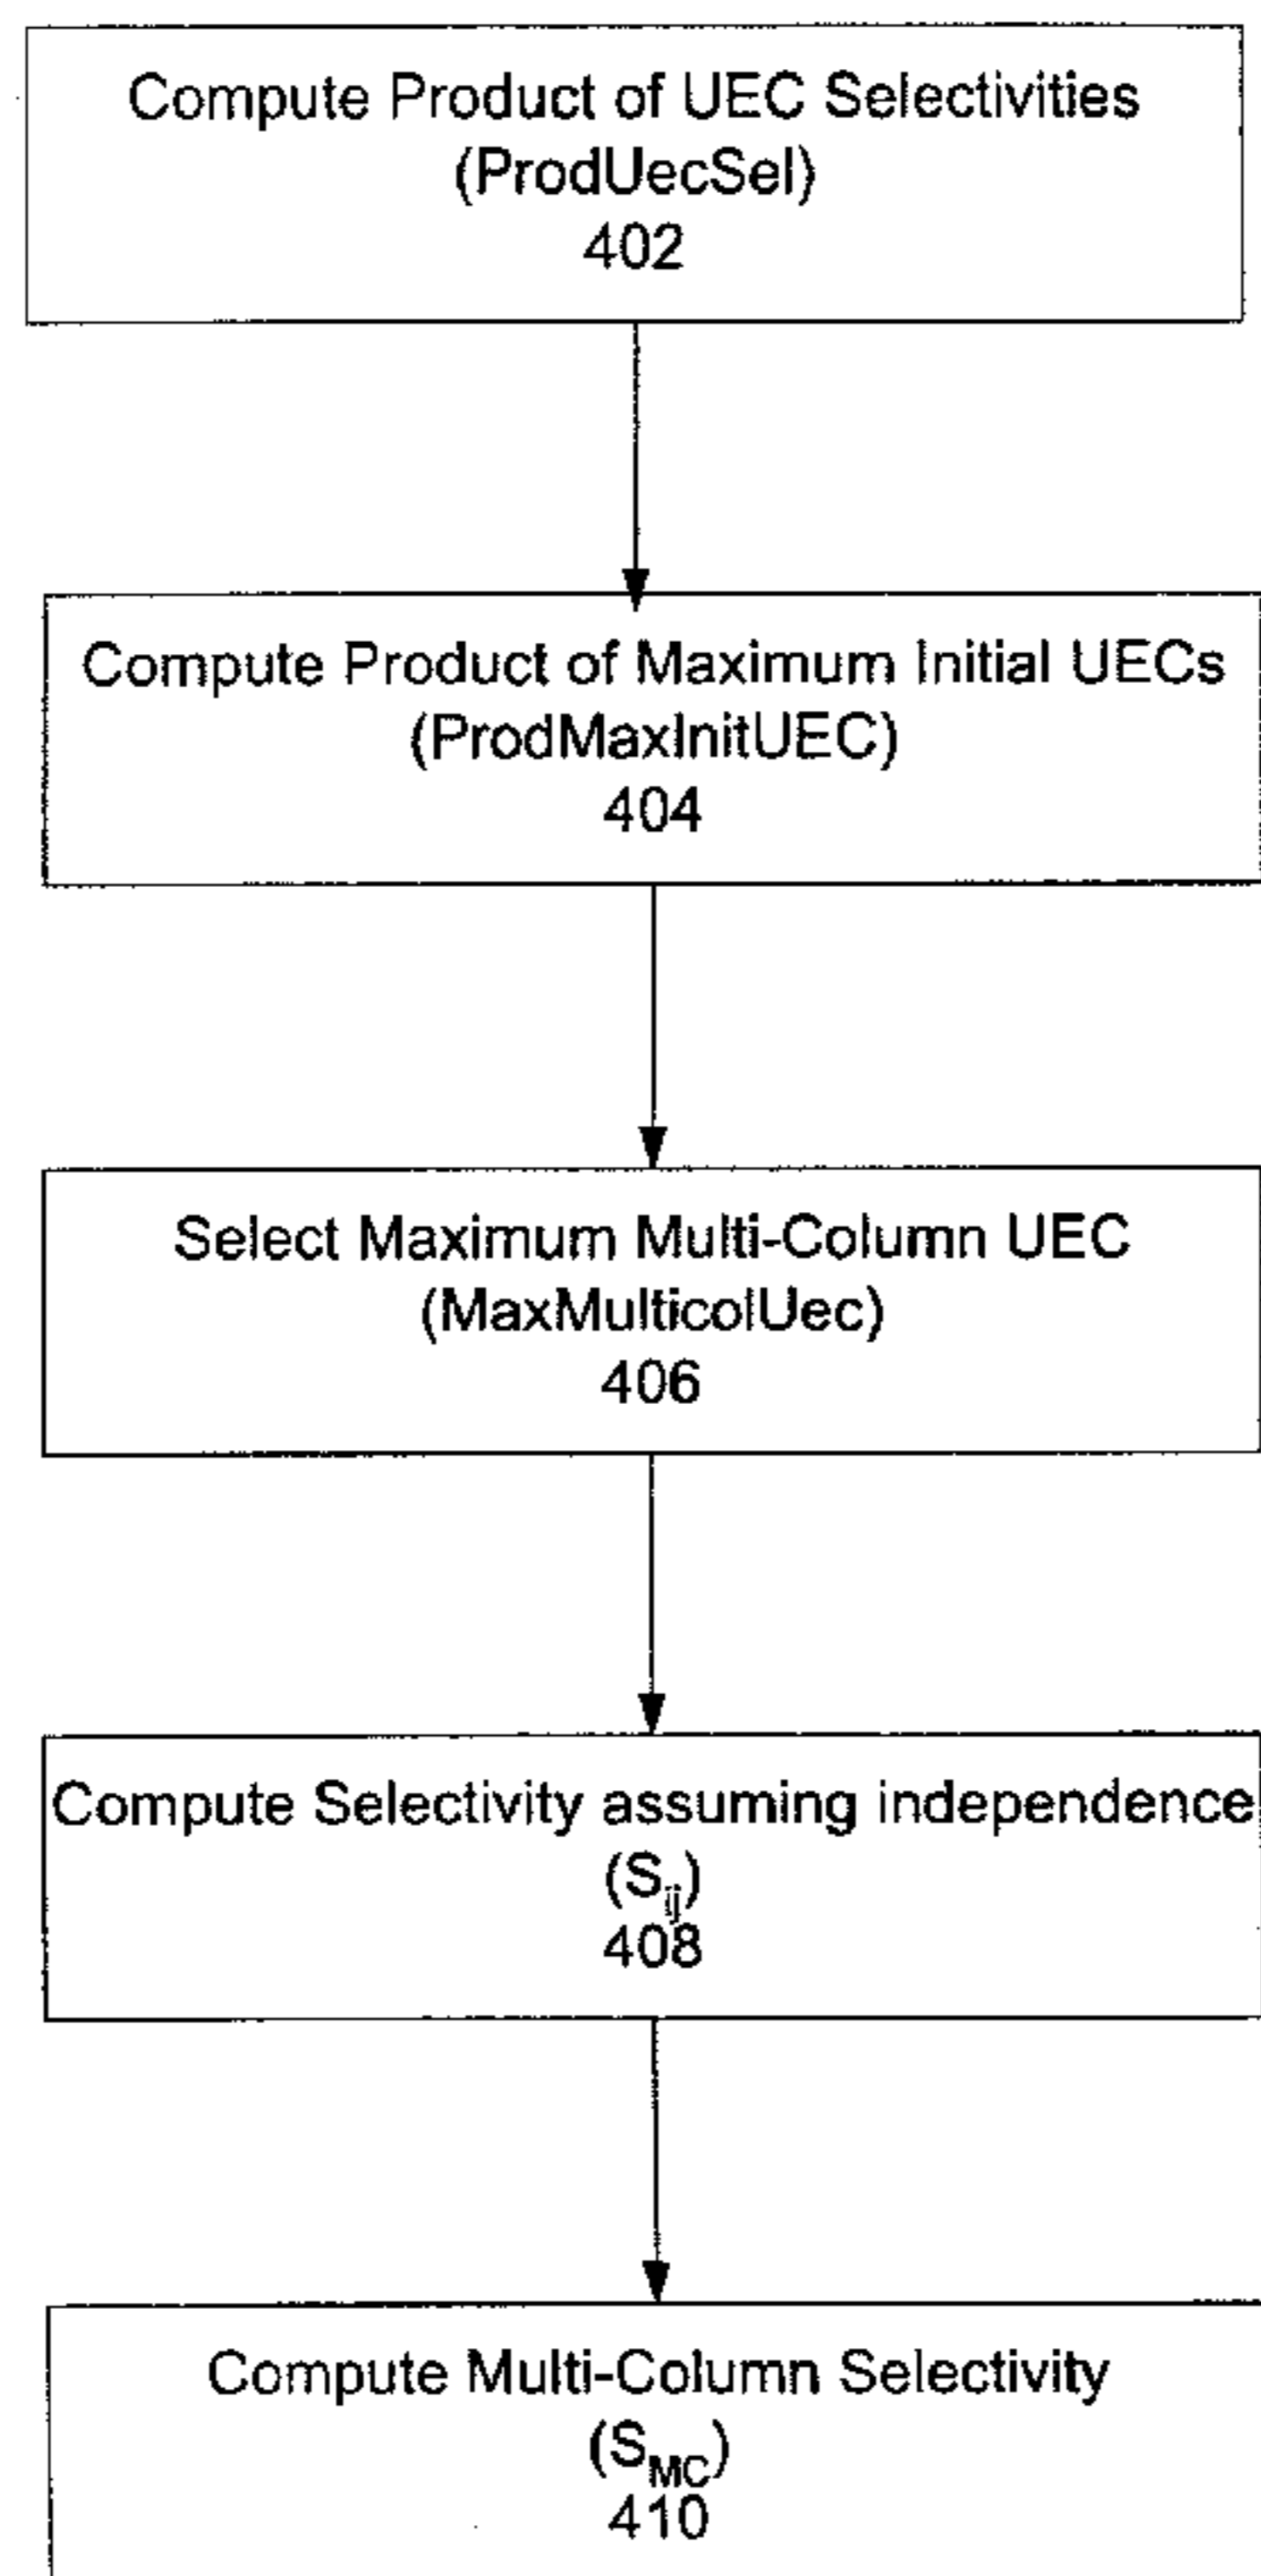 Compute Product of UEC Selectivities
(ProdUecSel)
402
Compute Product of Maximum Initial UECs
(ProdMaxInitUEC)
404
Select Maximum Multi-Column UEC
(MaxMulticolUec)
406
Compute Selectivity assuming independence
(Sij)
408
Compute Multi-Column Selectivity
(SMC)
410